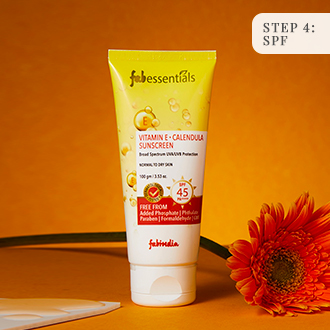 STEP 4:
SPF
fabessentials
E
VITAMIN E • CALENDULA
SUNSCREEN
Broad Spectrum UVA/UVB Protection
NORMAL TO DRY SKIN
100 gm / 3.53 oz.
SPF
45
PA+++
FREE FROM
Added Phosphate | Phthalate
Paraben | Formaldehyde |
fabindia